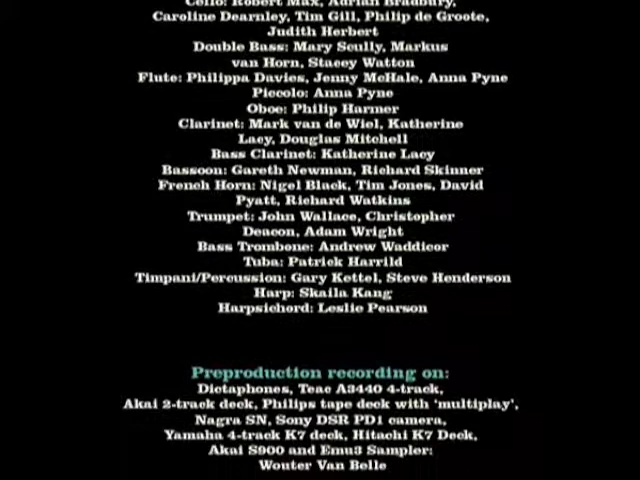 Cello: Robert Max, Adrian Bradbury,
Caroline Dearnley, Tim Gill, Philip de Groote,
Judith Herbert
Double Bass: Mary Scully, Markus
van Horn, Stacey Watton
Flute: Philippa Davies, Jenny McHale, Anna Pyne
Piccolo: Anna Pyne
Oboe: Philip Harmer
Clarinet: Mark van de Wiel, Katherine
Lacy, Douglas Mitchell
Bass Clarinet: Katherine Lacy
Bassoon: Gareth Newman, Richard Skinner
French Horn: Nigel Black, Tim Jones, David
Pyatt, Richard Watkins
Trumpet: John Wallace, Christopher
Deacon, Adam Wright
Bass Trombone: Andrew Waddicor
Tuba: Patrick Harrild
Timpani/Percussion: Gary Kettel, Steve Henderson
Harp: Skaila Kang
Harpsichord: Leslie Pearson
Preproduction recording on:
Dictaphones, Teac A3440 4-track,
Akai 2-track deck, Philips tape deck with 'multiplay',
Nagra SN, Sony DSR PD1 camera,
Yamaha 4-track K7 deck, Hitachi K7 Deck,
Akai S900 and Emu3 Sampler:
Wouter Van Belle